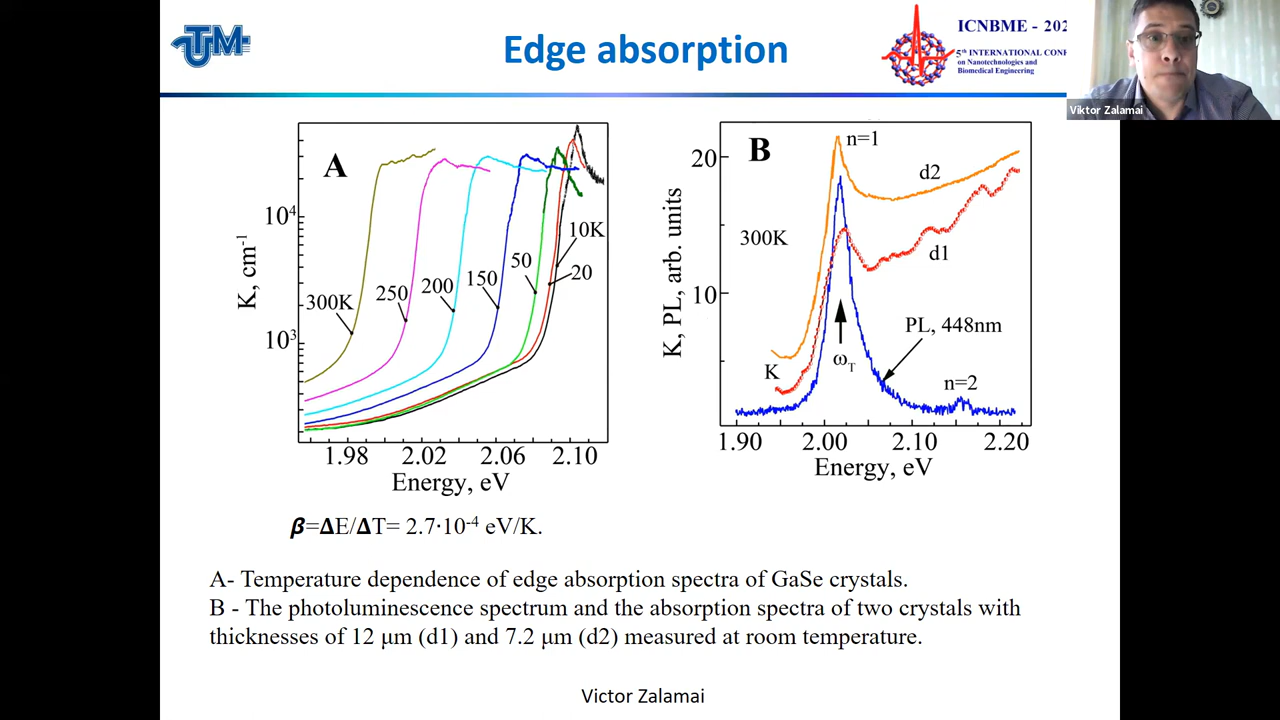 UTM
Edge absorption
ICNBME - 202
5th INTERNATIONAL CONF
on Nanotechnologies and
Biomedical Engineering
Viktor Zalamai
A
10⁴
10³
K, cm⁻¹
300K
250
200
150
50
10K
20
1.98 2.02 2.06 2.10
Energy, eV
B
n=1
d2
20
300K
d1
10
K, PL, arb. units
PL, 448nm
ω_T
K
n=2
1.90 2.00 2.10 2.20
Energy, eV
β=ΔE/ΔT= 2.7·10⁻⁴ eV/K.
A- Temperature dependence of edge absorption spectra of GaSe crystals.
B - The photoluminescence spectrum and the absorption spectra of two crystals with
thicknesses of 12 μm (d1) and 7.2 μm (d2) measured at room temperature.
Victor Zalamai